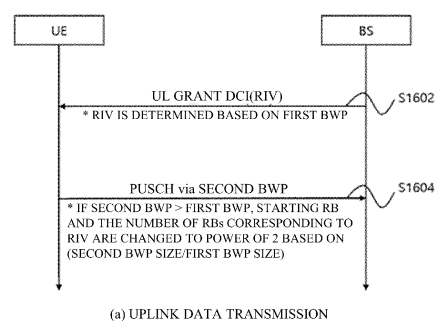 UE
BS
UL GRANT DCI(RIV)
S1602
* RIV IS DETERMINED BASED ON FIRST BWP
PUSCH via SECOND BWP
S1604
* IF SECOND BWP > FIRST BWP, STARTING RB
AND THE NUMBER OF RBs CORRESPONDING TO
RIV ARE CHANGED TO POWER OF 2 BASED ON
(SECOND BWP SIZE/FIRST BWP SIZE)
(a) UPLINK DATA TRANSMISSION